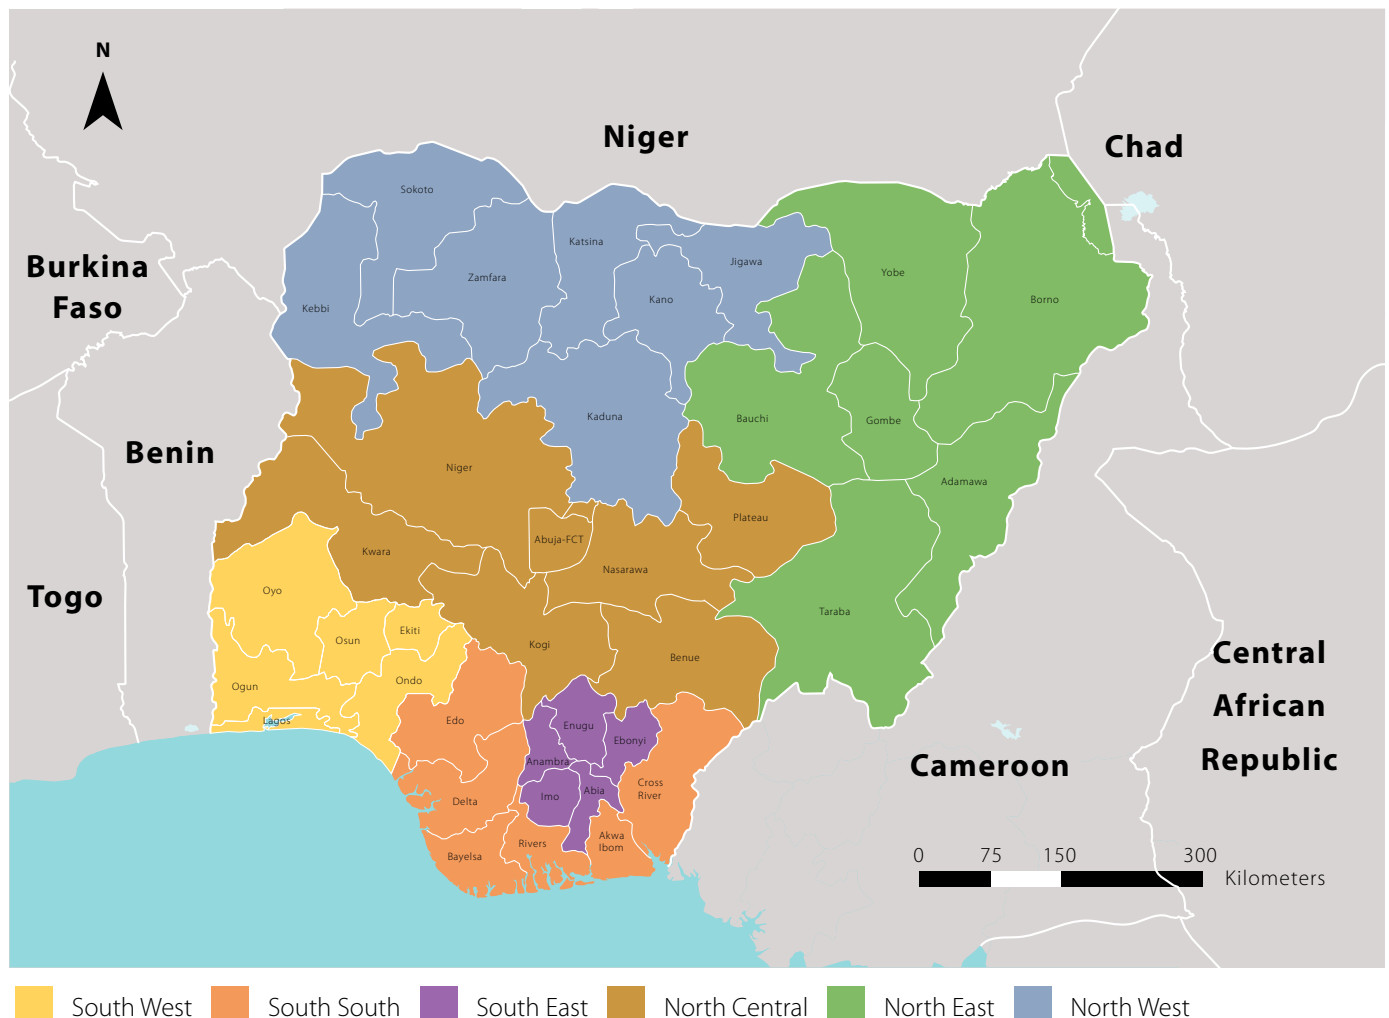 N
Niger
Chad
Sokoto
Katsina
Jigawa
Burkina
Faso
Zamfara
Yobe
Kebbi
Kano
Borno
Kaduna
Bauchi
Gombe
Benin
Niger
Adamawa
Plateau
Kwara
Abuja-FCT
Nasarawa
Togo
Oyo
Taraba
Osun
Ekiti
Kogi
Benue
Central
African
Republic
Ogun
Ondo
Lagos
Edo
Enugu
Ebonyi
Anambra
Cameroon
Delta
Imo
Abia
Cross
River
Bayelsa
Rivers
Akwa
Ibom
0 75 150 300
Kilometers
South West South South South East North Central North East North West